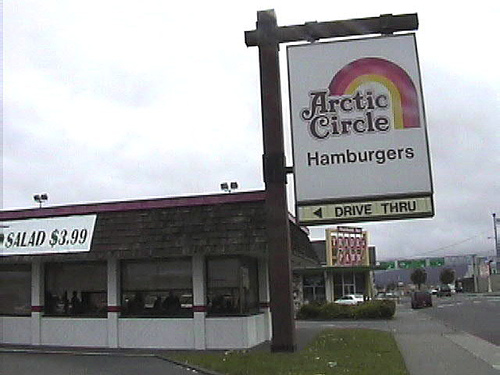 Arctic
Circle
Hamburgers
DRIVE THRU
SALAD $3.99